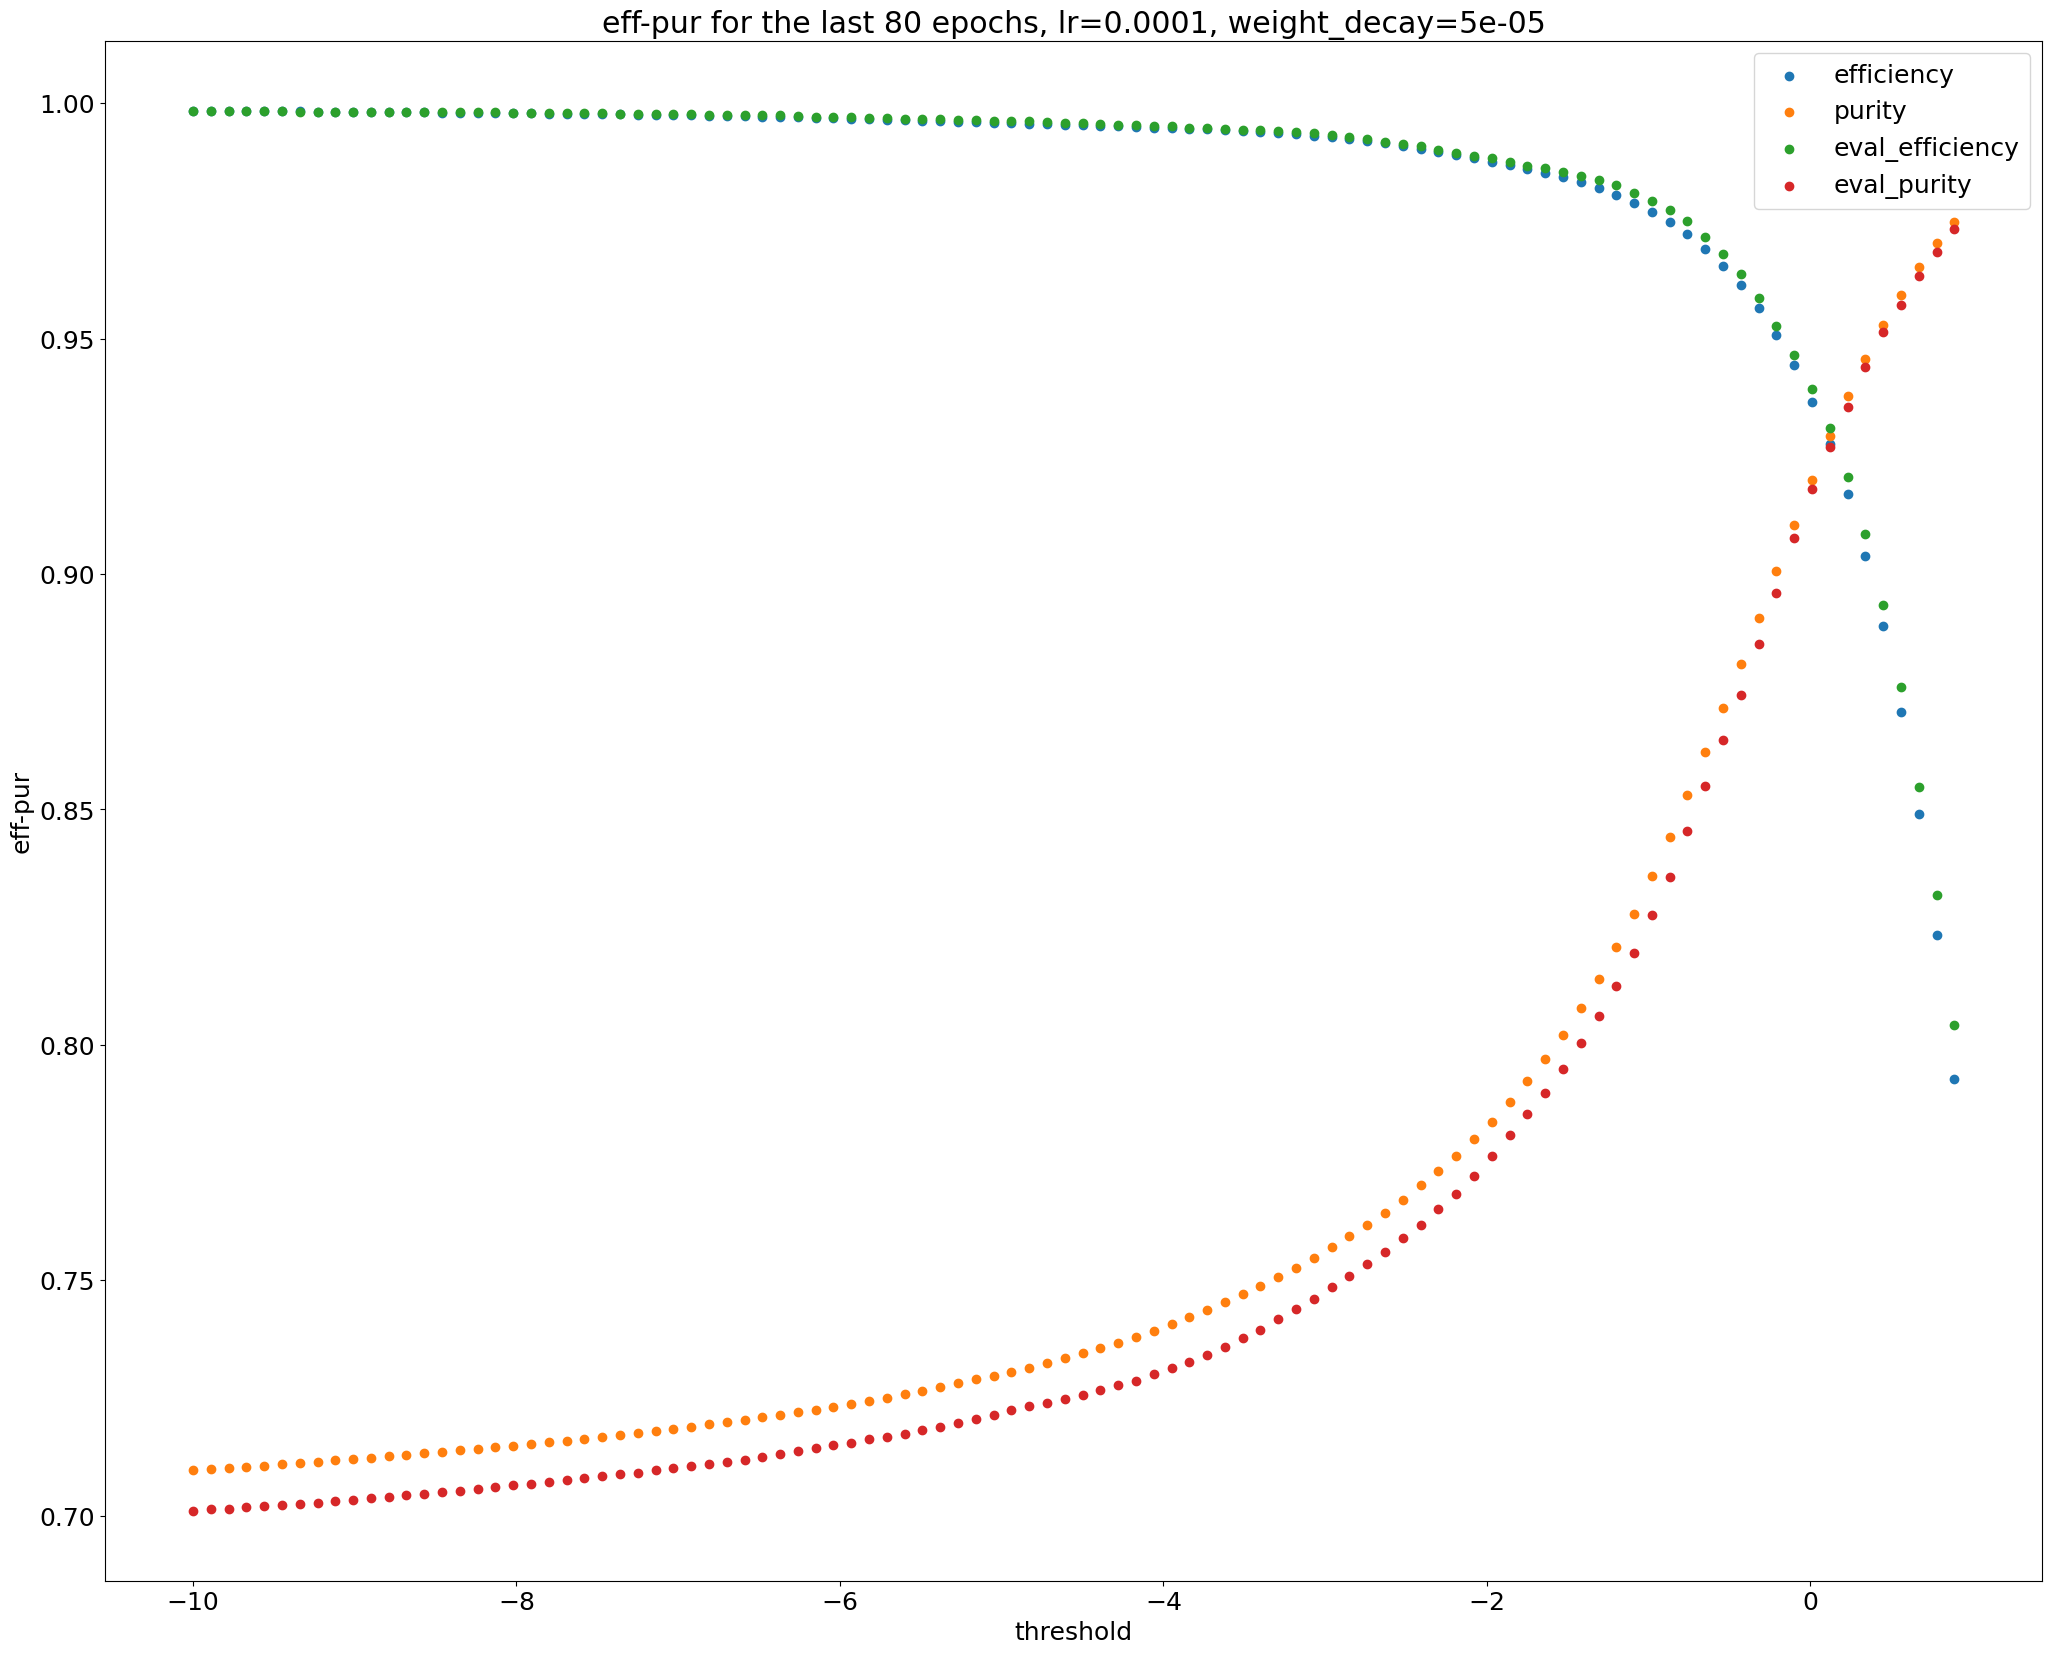 eff-pur for the last 80 epochs, lr=0.0001, weight_decay=5e-05
efficiency
purity
eval_efficiency
eval_purity
1.00
0.95
0.90
0.85
0.80
0.75
0.70
eff-pur
−10
−8
−6
−4
−2
0
threshold